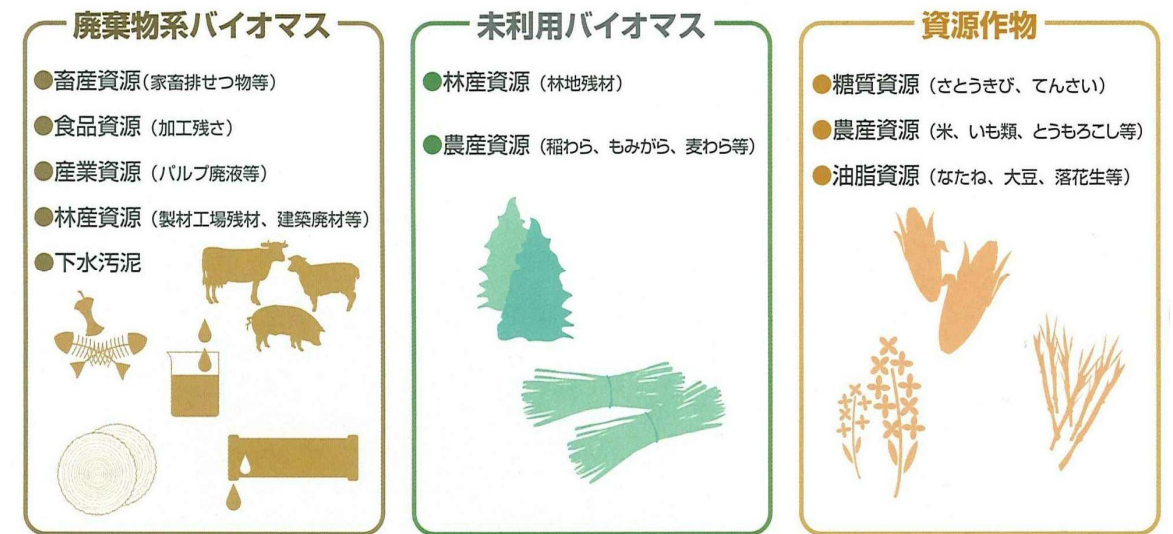 廃棄物系バイオマス
●畜産資源(家畜排せつ物等)
●食品資源(加工残さ)
●産業資源(パルプ廃液等)
●林産資源(製材工場残材、建築廃材等)
●下水汚泥
未利用バイオマス
●林産資源(林地残材)
●農産資源(稲わら、もみがら、麦わら等)
資源作物
●糖質資源(さとうきび、てんさい)
●農産資源(米、いも類、とうもろこし等)
●油脂資源(なたね、大豆、落花生等)